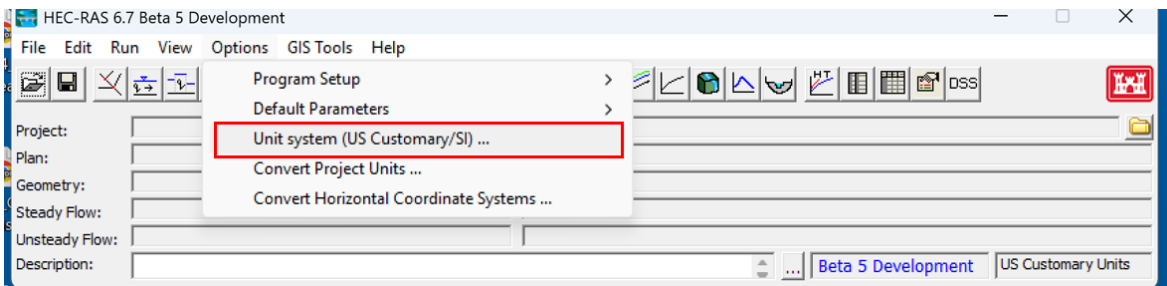 HEC-RAS 6.7 Beta 5 Development
File Edit Run View Options GIS Tools Help
HT DSS
Program Setup
Default Parameters
Unit system (US Customary/SI) ...
Convert Project Units ...
Convert Horizontal Coordinate Systems ...
Project:
Plan:
Geometry:
Steady Flow:
Unsteady Flow:
Description: ... Beta 5 Development US Customary Units